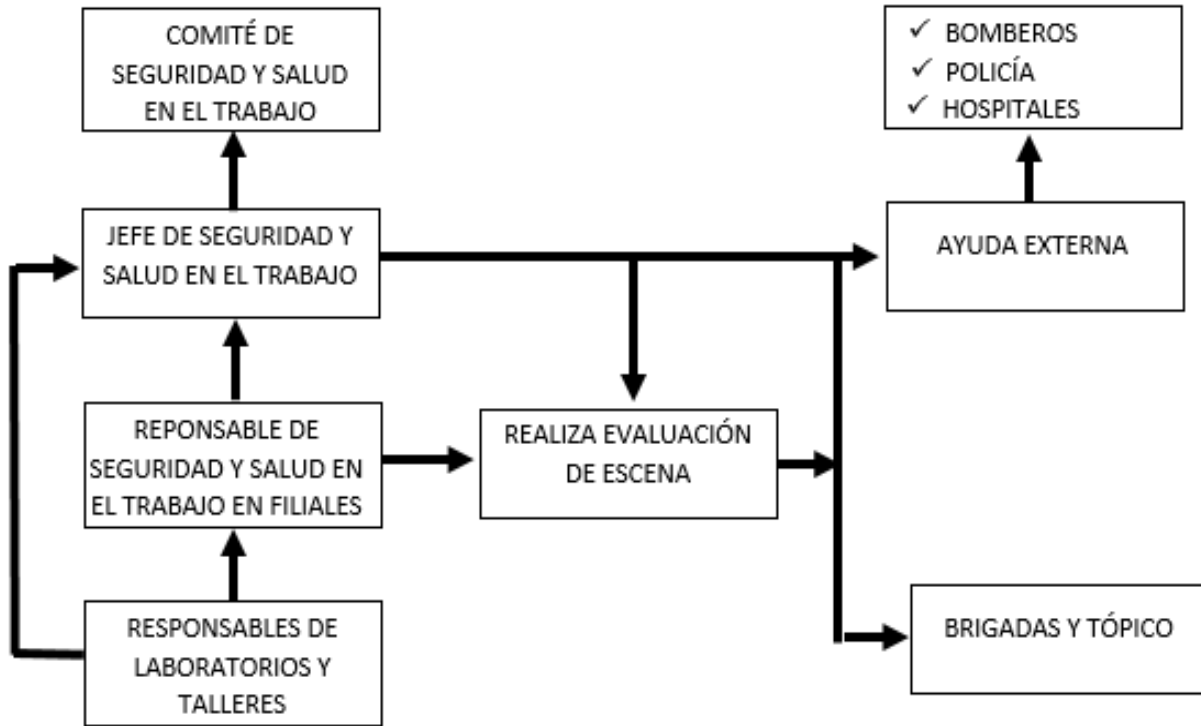 COMITÉ DE
SEGURIDAD Y SALUD
EN EL TRABAJO
✓ BOMBEROS
✓ POLICÍA
✓ HOSPITALES
JEFE DE SEGURIDAD Y
SALUD EN EL TRABAJO
AYUDA EXTERNA
REPONSABLE DE
SEGURIDAD Y SALUD EN
EL TRABAJO EN FILIALES
REALIZA EVALUACIÓN
DE ESCENA
RESPONSABLES DE
LABORATORIOS Y
TALLERES
BRIGADAS Y TÓPICO